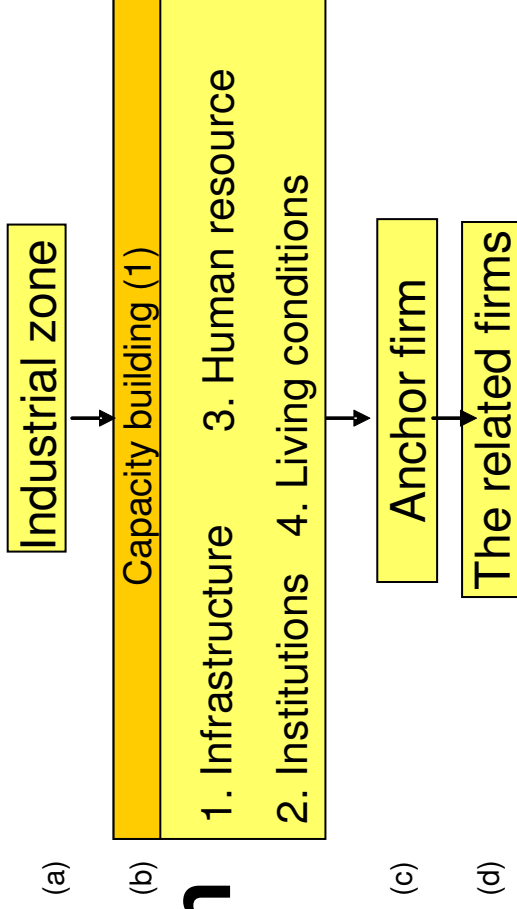 (a) Industrial zone
(b) Capacity building (1)
1. Infrastructure 3. Human resource
2. Institutions 4. Living conditions
(c) Anchor firm
(d) The related firms